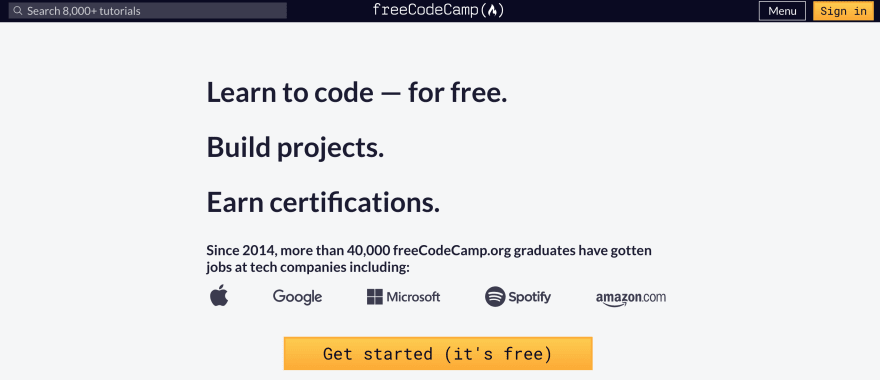 Search 8,000+ tutorials
freeCodeCamp(🔥)
Menu
Sign in
Learn to code — for free.
Build projects.
Earn certifications.
Since 2014, more than 40,000 freeCodeCamp.org graduates have gotten
jobs at tech companies including:
Google
Microsoft
Spotify
amazon.com
Get started (it's free)